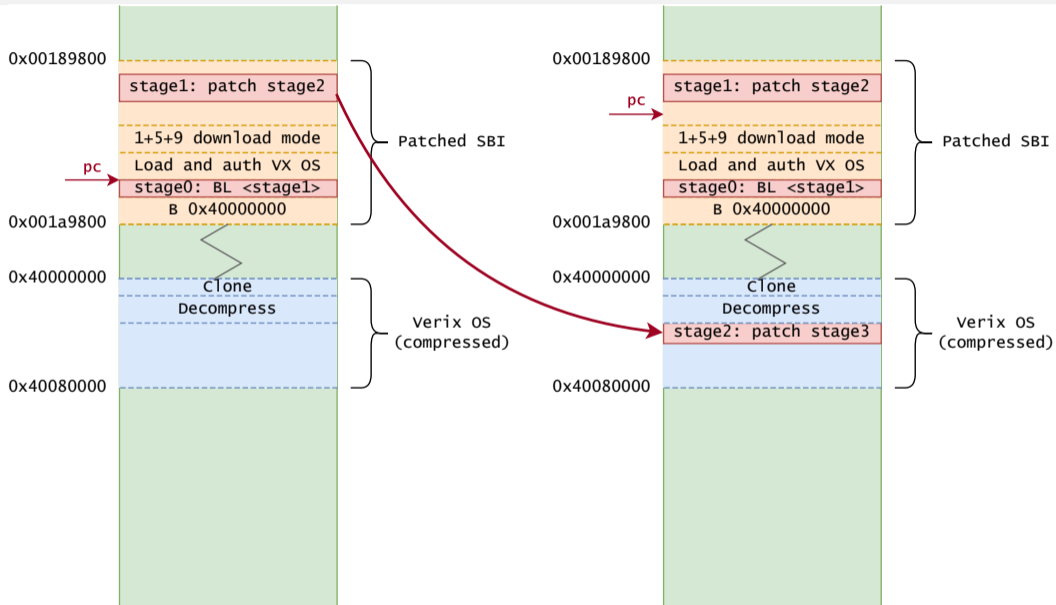 0x00189800
stage1: patch stage2
pc
1+5+9 download mode
Patched SBI
Load and auth VX OS
stage0: BL <stage1>
B 0x40000000
0x001a9800
0x40000000
Clone
Decompress
Verix OS
(compressed)
0x40080000
0x00189800
stage1: patch stage2
pc
1+5+9 download mode
Patched SBI
Load and auth VX OS
stage0: BL <stage1>
B 0x40000000
0x001a9800
0x40000000
Clone
Decompress
stage2: patch stage3
Verix OS
(compressed)
0x40080000